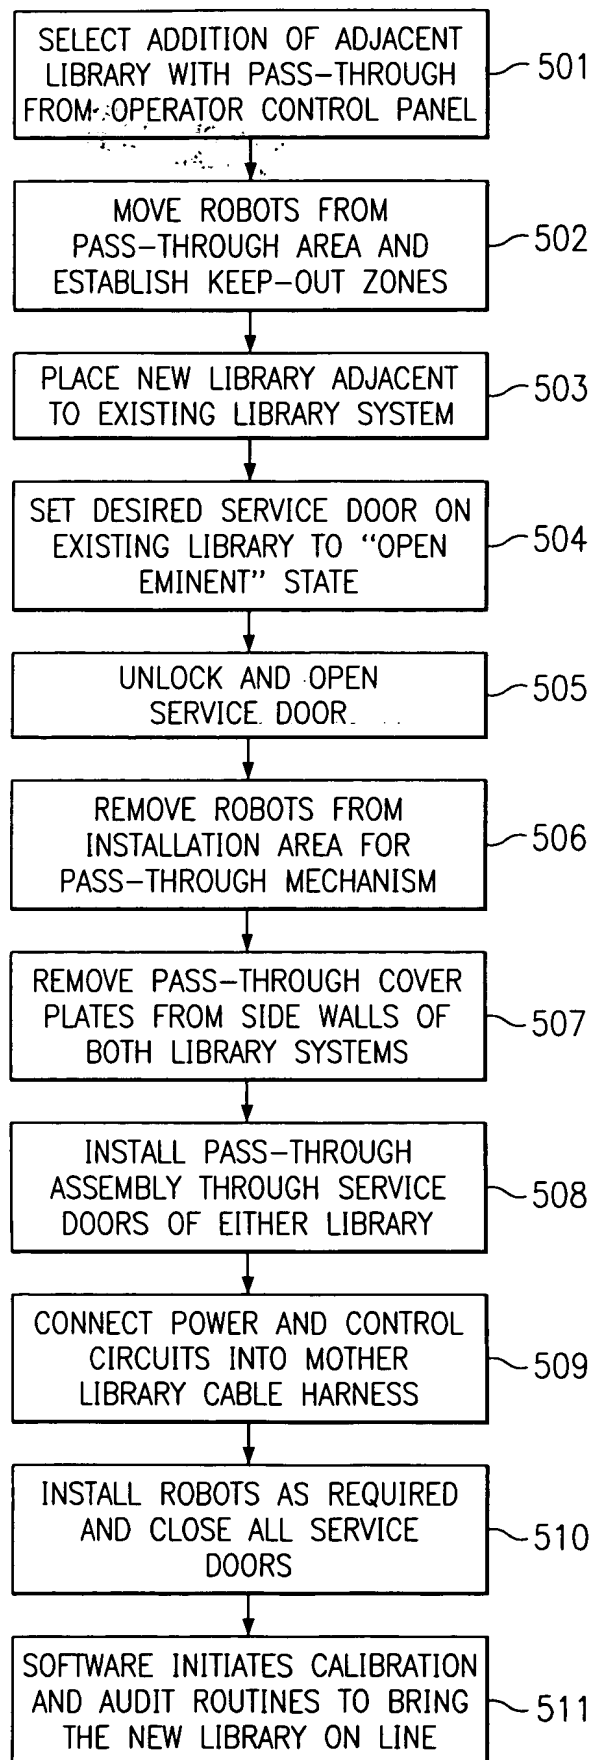 SELECT ADDITION OF ADJACENT
LIBRARY WITH PASS-THROUGH
FROM OPERATOR CONTROL PANEL
501
MOVE ROBOTS FROM
PASS-THROUGH AREA AND
ESTABLISH KEEP-OUT ZONES
502
PLACE NEW LIBRARY ADJACENT
TO EXISTING LIBRARY SYSTEM
503
SET DESIRED SERVICE DOOR ON
EXISTING LIBRARY TO “OPEN
EMINENT” STATE
504
UNLOCK AND OPEN
SERVICE DOOR
505
REMOVE ROBOTS FROM
INSTALLATION AREA FOR
PASS-THROUGH MECHANISM
506
REMOVE PASS-THROUGH COVER
PLATES FROM SIDE WALLS OF
BOTH LIBRARY SYSTEMS
507
INSTALL PASS-THROUGH
ASSEMBLY THROUGH SERVICE
DOORS OF EITHER LIBRARY
508
CONNECT POWER AND CONTROL
CIRCUITS INTO MOTHER
LIBRARY CABLE HARNESS
509
INSTALL ROBOTS AS REQUIRED
AND CLOSE ALL SERVICE
DOORS
510
SOFTWARE INITIATES CALIBRATION
AND AUDIT ROUTINES TO BRING
THE NEW LIBRARY ON LINE
511